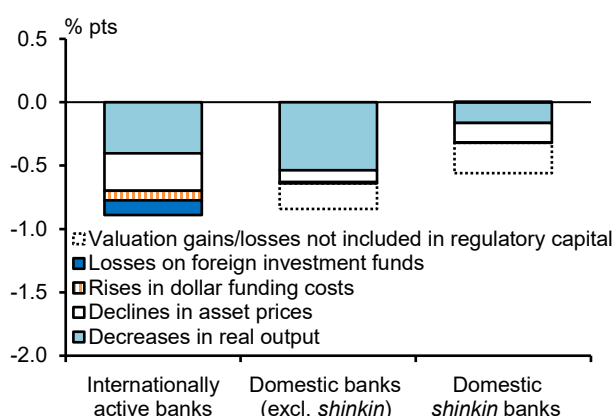 % pts
0.5
0.0
-0.5
-1.0
-1.5
-2.0
Valuation gains/losses not included in regulatory capital
Losses on foreign investment funds
Rises in dollar funding costs
Declines in asset prices
Decreases in real output
Internationally
active banks
Domestic banks
(excl. shinkin)
Domestic
shinkin banks